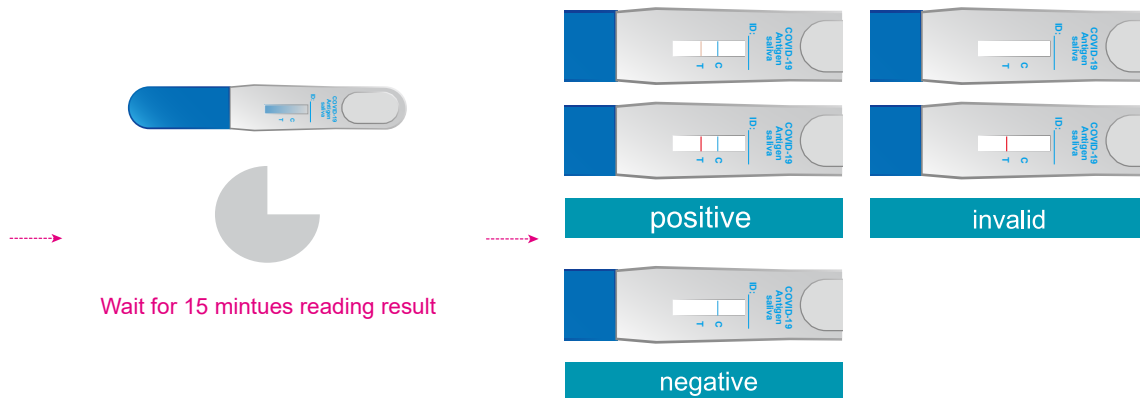 COVID-19
Antigen
saliva
ID:
C
T
Wait for 15 mintues reading result
COVID-19
Antigen
saliva
ID:
C
T
COVID-19
Antigen
saliva
ID:
C
T
positive
COVID-19
Antigen
saliva
ID:
C
T
COVID-19
Antigen
saliva
ID:
C
T
invalid
COVID-19
Antigen
saliva
ID:
C
T
negative